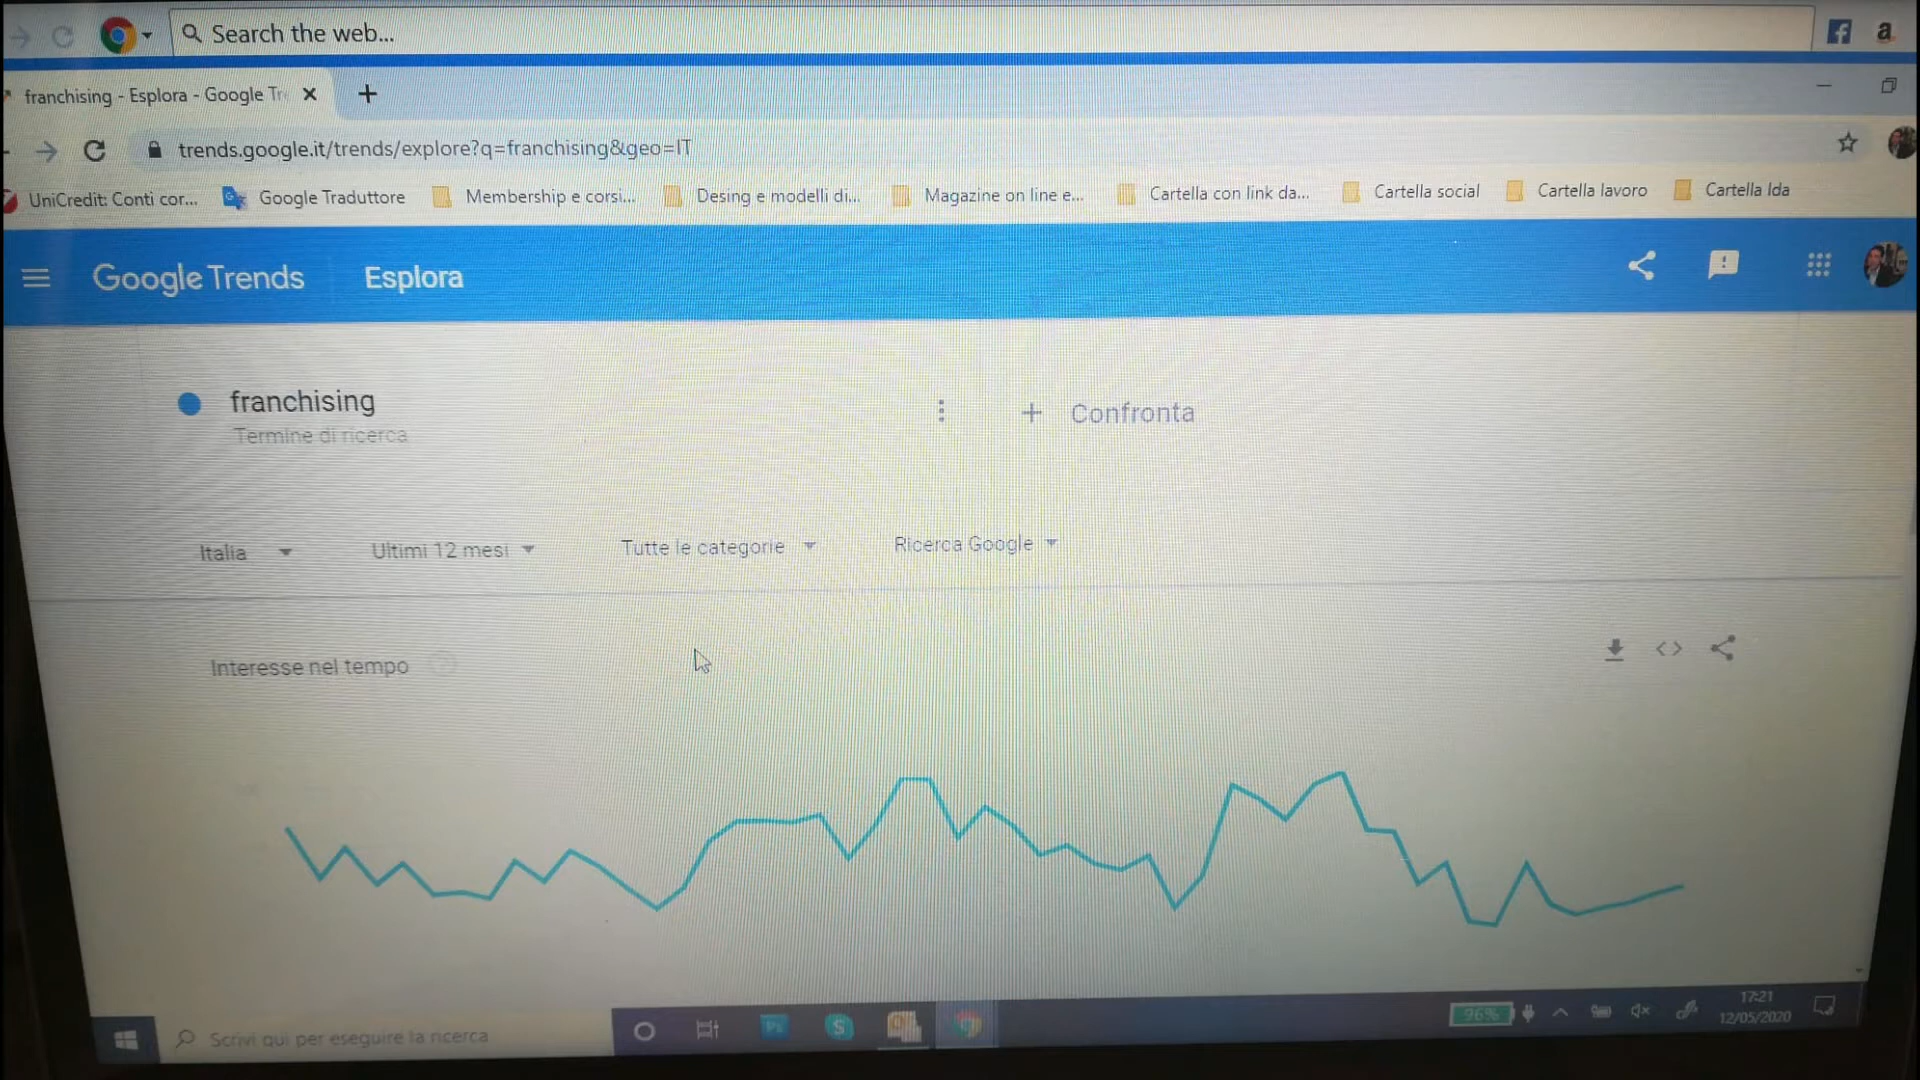 Search the web...
franchising - Esplora - Google Tr
trends.google.it/trends/explore?q=franchising&geo=IT
UniCredit: Conti cor... Google Traduttore Membership e corsi... Desing e modelli di... Magazine on line e... Cartella con link da... Cartella social Cartella lavoro Cartella Ida
Google Trends Esplora
franchising
Termine di ricerca
+ Confronta
Italia Ultimi 12 mesi Tutte le categorie Ricerca Google
Interesse nel tempo
Scrivi qui per eseguire la ricerca
96%
17:21
12/05/2020